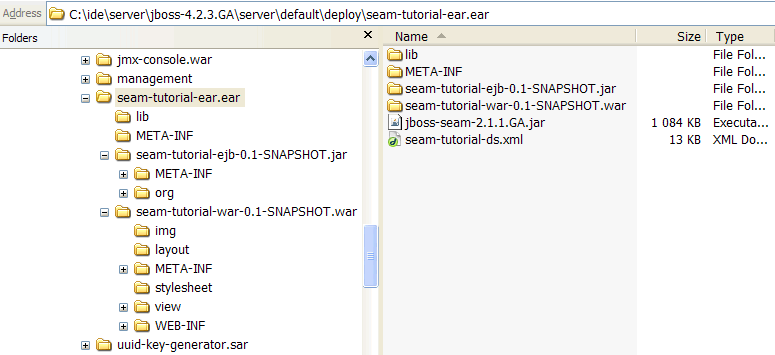 Address C:\ide\server\jboss-4.2.3.GA\server\default\deploy\seam-tutorial-ear.ear
Folders
jmx-console.war
management
seam-tutorial-ear.ear
lib
META-INF
seam-tutorial-ejb-0.1-SNAPSHOT.jar
META-INF
org
seam-tutorial-war-0.1-SNAPSHOT.war
img
layout
META-INF
stylesheet
view
WEB-INF
uuid-key-generator.sar
Name Size Type
lib File Fol...
META-INF File Fol...
seam-tutorial-ejb-0.1-SNAPSHOT.jar File Fol...
seam-tutorial-war-0.1-SNAPSHOT.war File Fol...
jboss-seam-2.1.1.GA.jar 1 084 KB Executa...
seam-tutorial-ds.xml 13 KB XML Do...